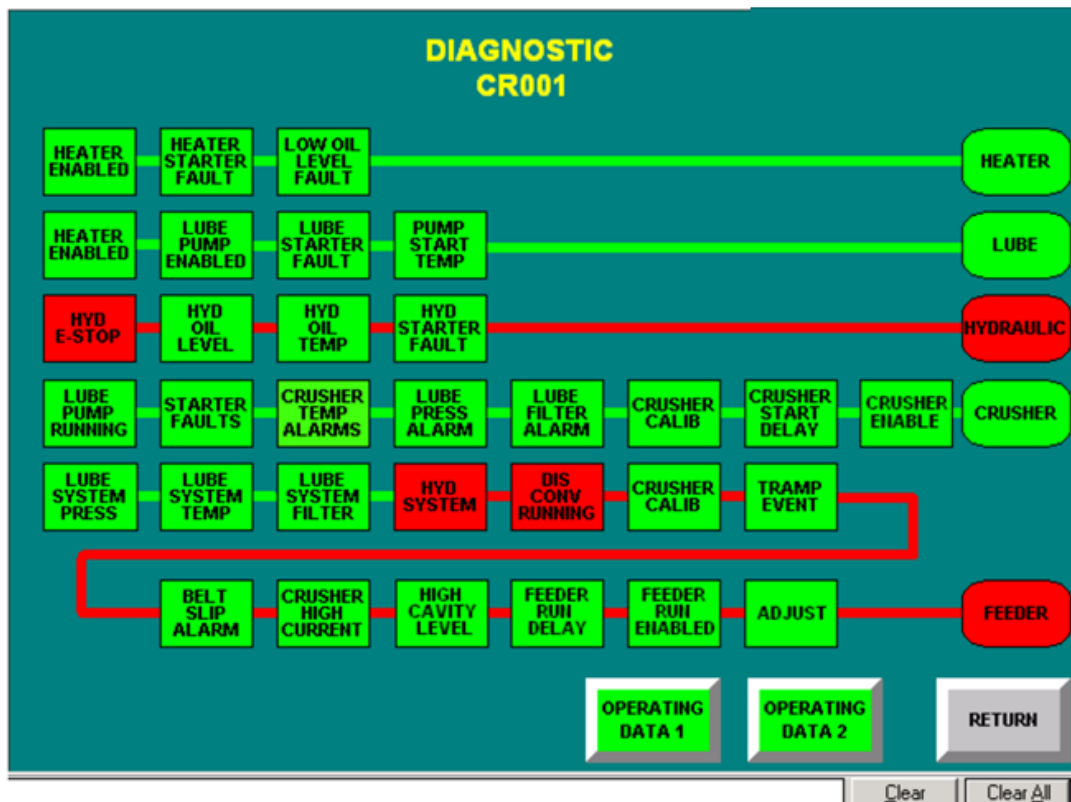 DIAGNOSTIC
CR001
HEATER
ENABLED
HEATER
STARTER
FAULT
LOW OIL
LEVEL
FAULT
HEATER
HEATER
ENABLED
LUBE
PUMP
ENABLED
LUBE
STARTER
FAULT
PUMP
START
TEMP
LUBE
HYD
E-STOP
HYD
OIL
LEVEL
HYD
OIL
TEMP
HYD
STARTER
FAULT
HYDRAULIC
LUBE
PUMP
RUNNING
STARTER
FAULTS
CRUSHER
TEMP
ALARMS
LUBE
PRESS
ALARM
LUBE
FILTER
ALARM
CRUSHER
CALIB
CRUSHER
START
DELAY
CRUSHER
ENABLE
CRUSHER
LUBE
SYSTEM
PRESS
LUBE
SYSTEM
TEMP
LUBE
SYSTEM
FILTER
HYD
SYSTEM
DIS
CONV
RUNNING
CRUSHER
CALIB
TRAMP
EVENT
BELT
SLIP
ALARM
CRUSHER
HIGH
CURRENT
HIGH
CAVITY
LEVEL
FEEDER
RUN
DELAY
FEEDER
RUN
ENABLED
ADJUST
FEEDER
OPERATING
DATA 1
OPERATING
DATA 2
RETURN
Clear
Clear All